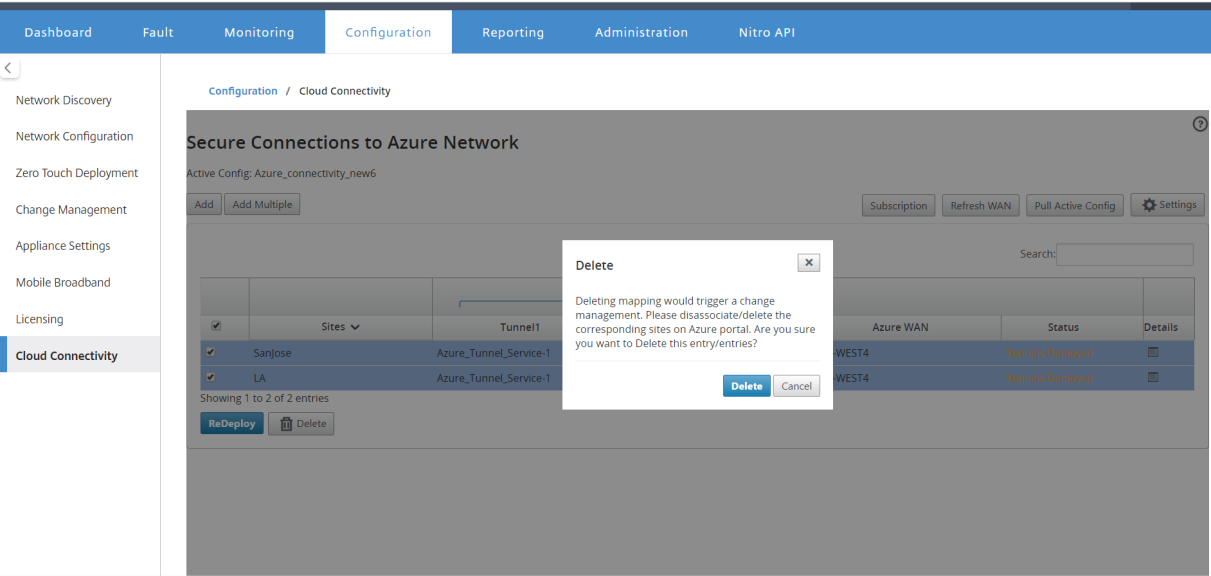 Dashboard Fault Monitoring Configuration Reporting Administration Nitro API
Network Discovery
Network Configuration
Zero Touch Deployment
Change Management
Appliance Settings
Mobile Broadband
Licensing
Cloud Connectivity
Configuration / Cloud Connectivity
Secure Connections to Azure Network
Active Config: Azure_connectivity_new6
Add Add Multiple Subscription Refresh WAN Pull Active Config Settings
Search:
Sites Tunnel1 Azure WAN Status Details
SanJose Azure_Tunnel_Service-1 -WEST4
LA Azure_Tunnel_Service-1 -WEST4
Showing 1 to 2 of 2 entries
ReDeploy Delete
Delete
Deleting mapping would trigger a change
management. Please disassociate/delete the
corresponding sites on Azure portal. Are you sure
you want to Delete this entry/entries?
Delete Cancel